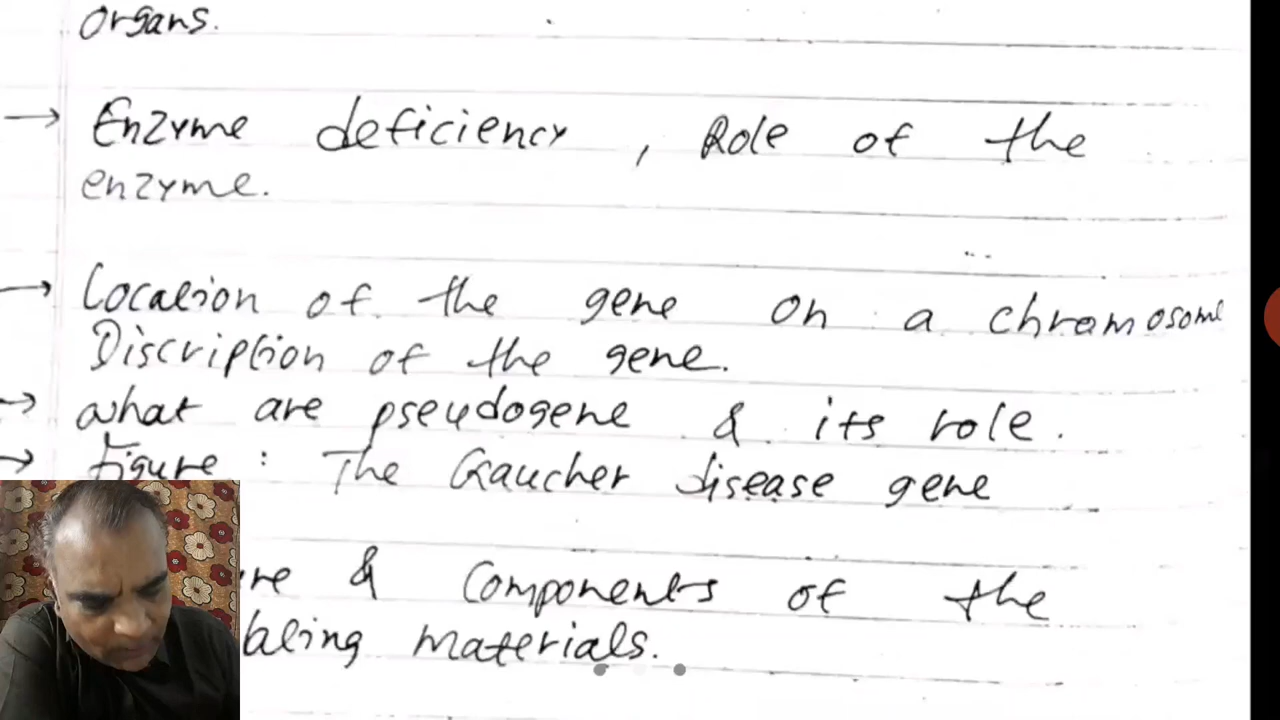 Organs.
→ Enzyme deficiency, Role of the
enzyme.
→ Location of the gene on a chromosome
Discription of the gene.
→ what are pseudogene & its role.
→ Figure : The Gaucher disease gene
re & Components of the
bling materials.